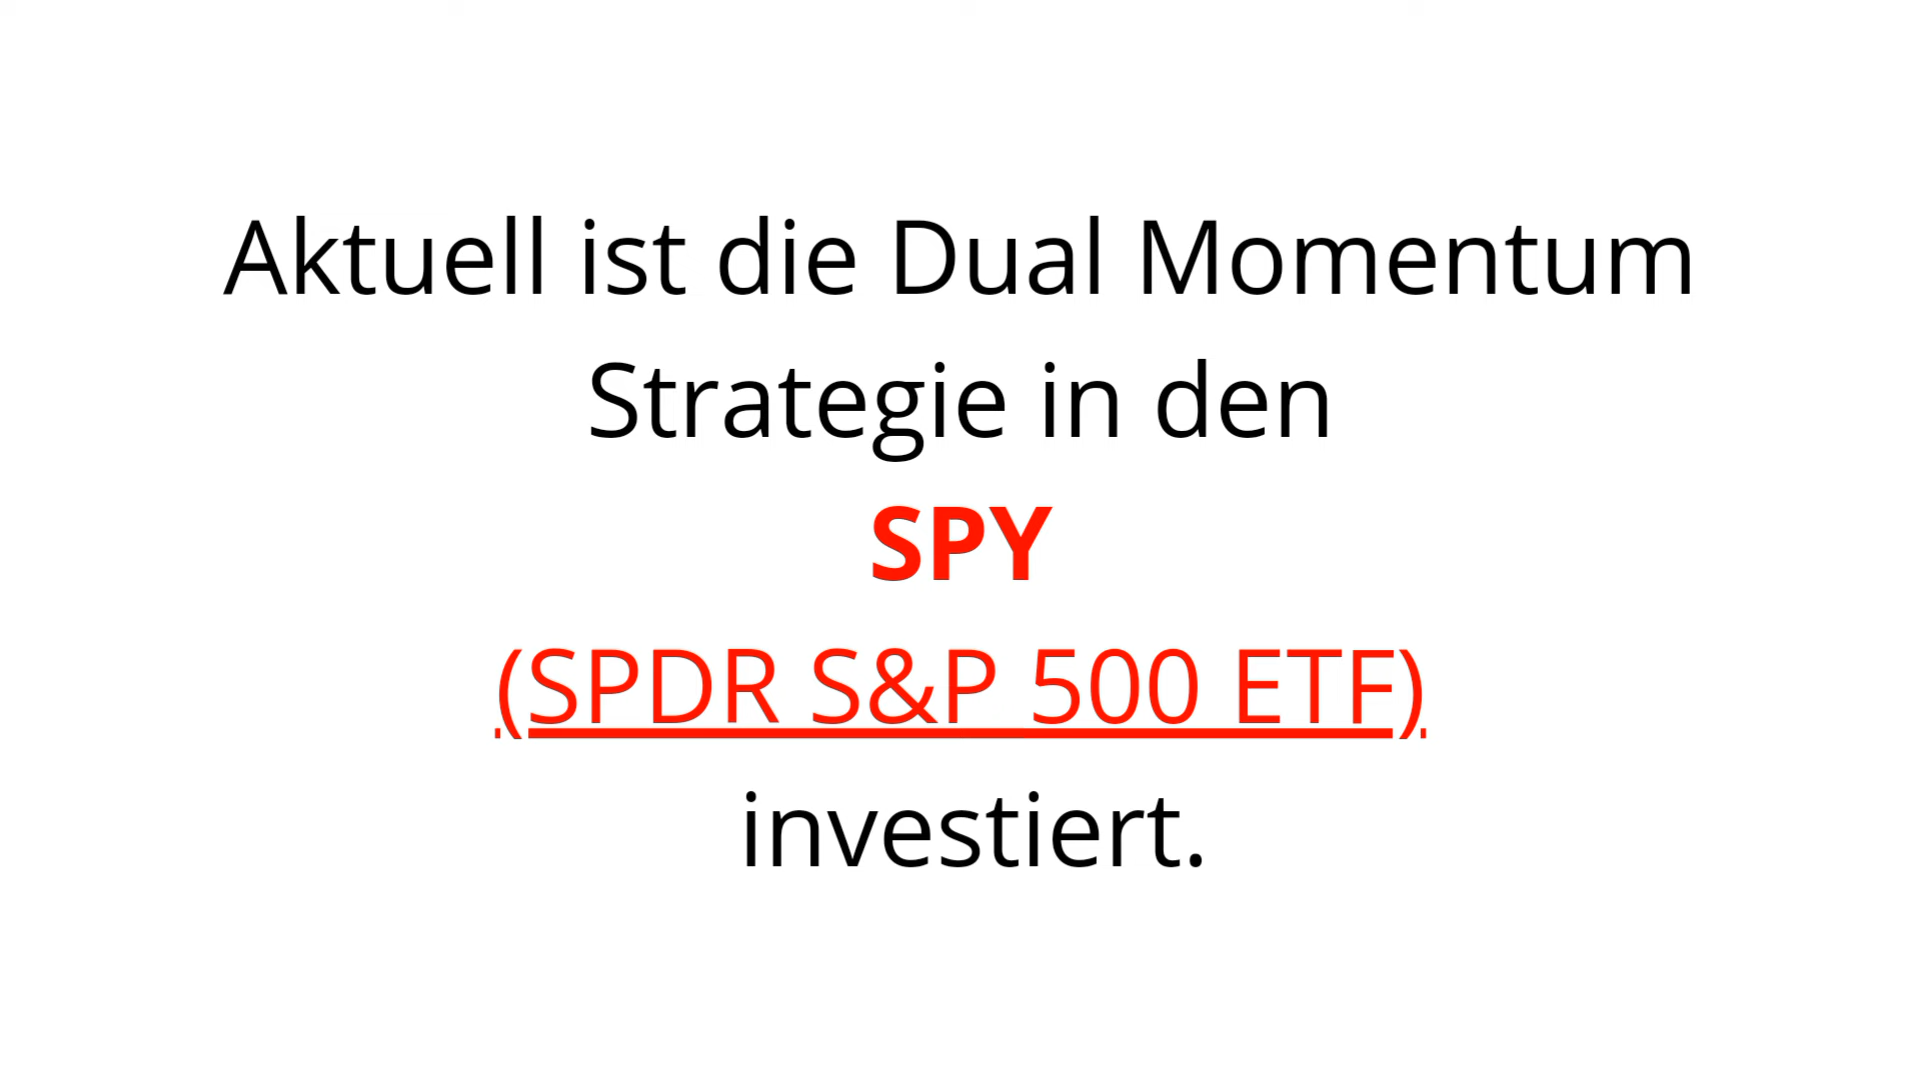 Aktuell ist die Dual Momentum
Strategie in den
SPY
(SPDR S&P 500 ETF)
investiert.